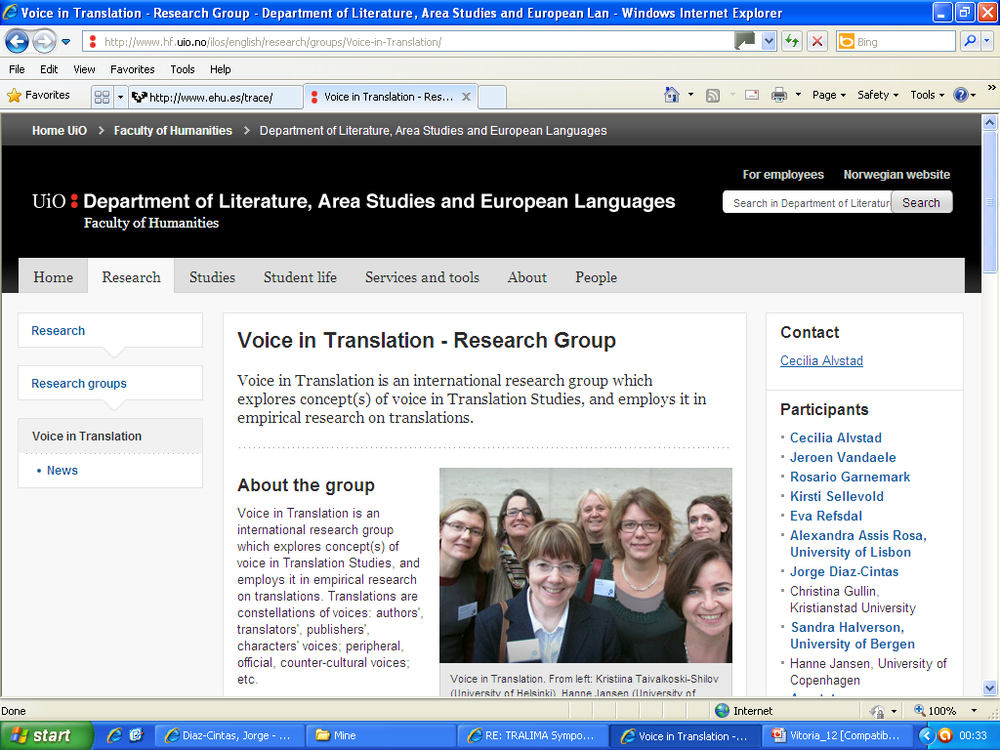 Voice in Translation - Research Group - Department of Literature, Area Studies and European Lan - Windows Internet Explorer
http://www.hf.uio.no/ilos/english/research/groups/Voice-in-Translation/
Bing
File Edit View Favorites Tools Help
Favorites
http://www.ehu.es/trace/
Voice in Translation - Res...
Page Safety Tools
Home UiO > Faculty of Humanities > Department of Literature, Area Studies and European Languages
For employees Norwegian website
UiO : Department of Literature, Area Studies and European Languages
Faculty of Humanities
Search in Department of Literatur
Search
Home Research Studies Student life Services and tools About People
Research
Research groups
Voice in Translation
• News
Voice in Translation - Research Group
Voice in Translation is an international research group which
explores concept(s) of voice in Translation Studies, and employs it in
empirical research on translations.
About the group
Voice in Translation is an
international research group
which explores concept(s) of
voice in Translation Studies, and
employs it in empirical research
on translations. Translations are
constellations of voices: authors',
translators', publishers',
characters' voices; peripheral,
official, counter-cultural voices;
etc.
Voice in Translation. From left: Kristiina Taivalkoski-Shilov
(University of Helsinki), Hanne Jansen (University of
Contact
Cecilia Alvstad
Participants
Cecilia Alvstad
Jeroen Vandaele
Rosario Garnemark
Kirsti Sellevold
Eva Refsdal
Alexandra Assis Rosa,
University of Lisbon
Jorge Diaz-Cintas
Christina Gullin,
Kristianstad University
Sandra Halverson,
University of Bergen
Hanne Jansen, University of
Copenhagen
Done
Internet
100%
start
Diaz-Cintas, Jorge - ...
Mine
RE: TRALIMA Sympo...
Voice in Translation -...
Vitoria_12 [Compatib...
00:33